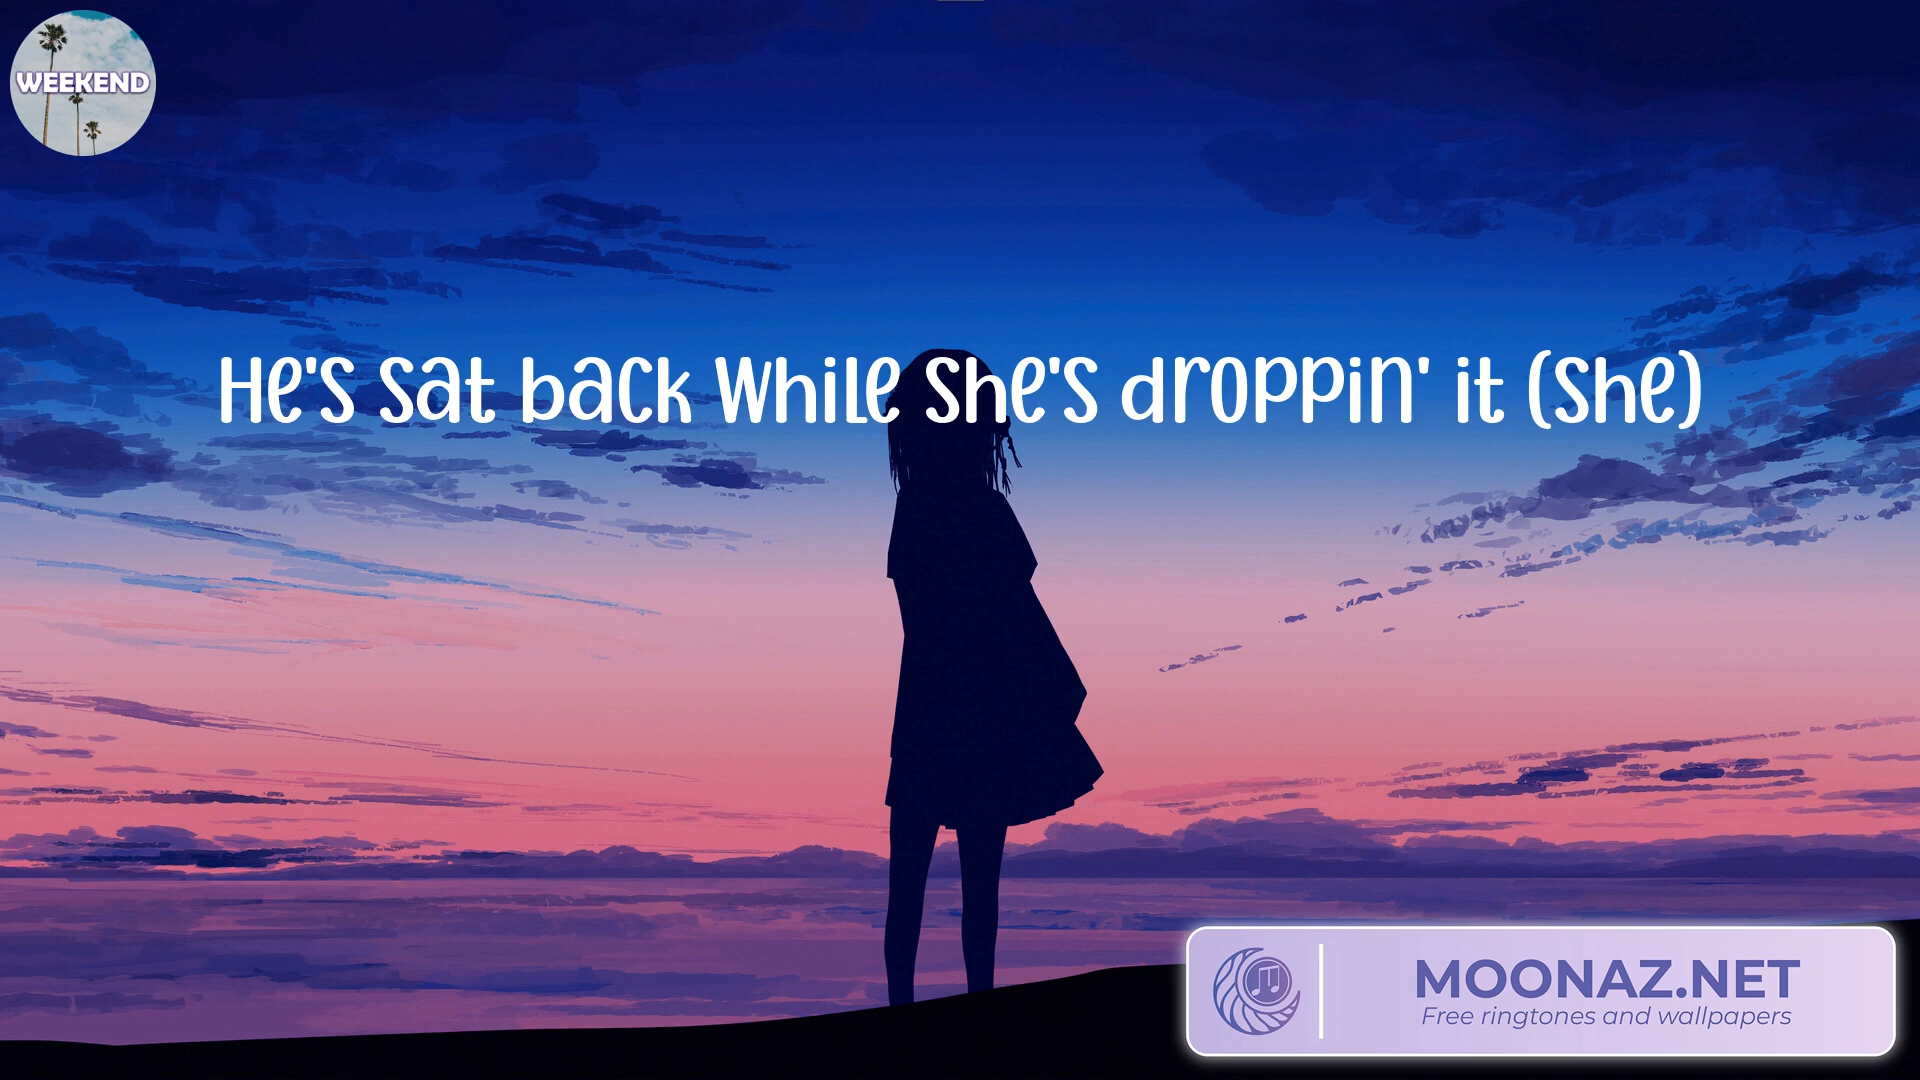 WEEKEND
He's sat back While She's droppin' it (She)
MOONAZ.NET
Free ringtones and wallpapers